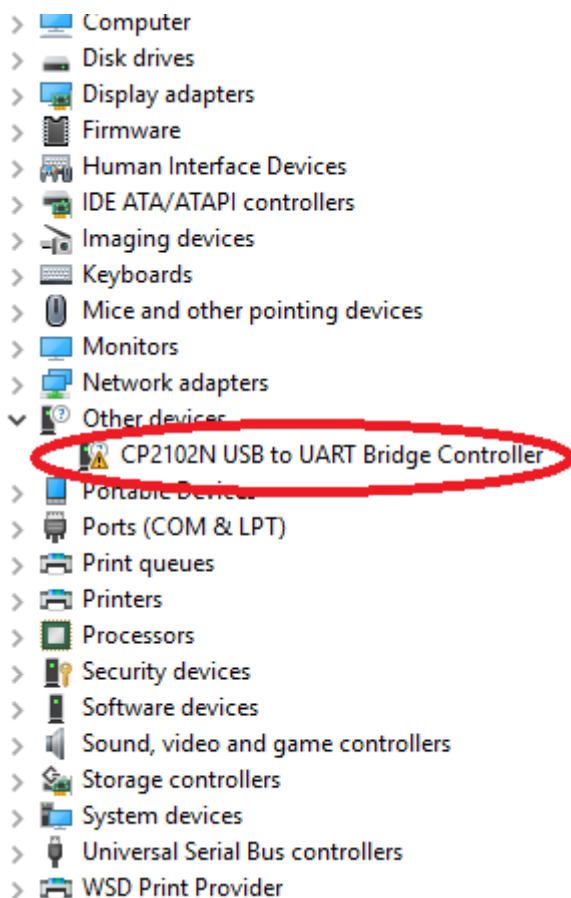 Computer
Disk drives
Display adapters
Firmware
Human Interface Devices
IDE ATA/ATAPI controllers
Imaging devices
Keyboards
Mice and other pointing devices
Monitors
Network adapters
Other devices
CP2102N USB to UART Bridge Controller
Portable Devices
Ports (COM & LPT)
Print queues
Printers
Processors
Security devices
Software devices
Sound, video and game controllers
Storage controllers
System devices
Universal Serial Bus controllers
WSD Print Provider